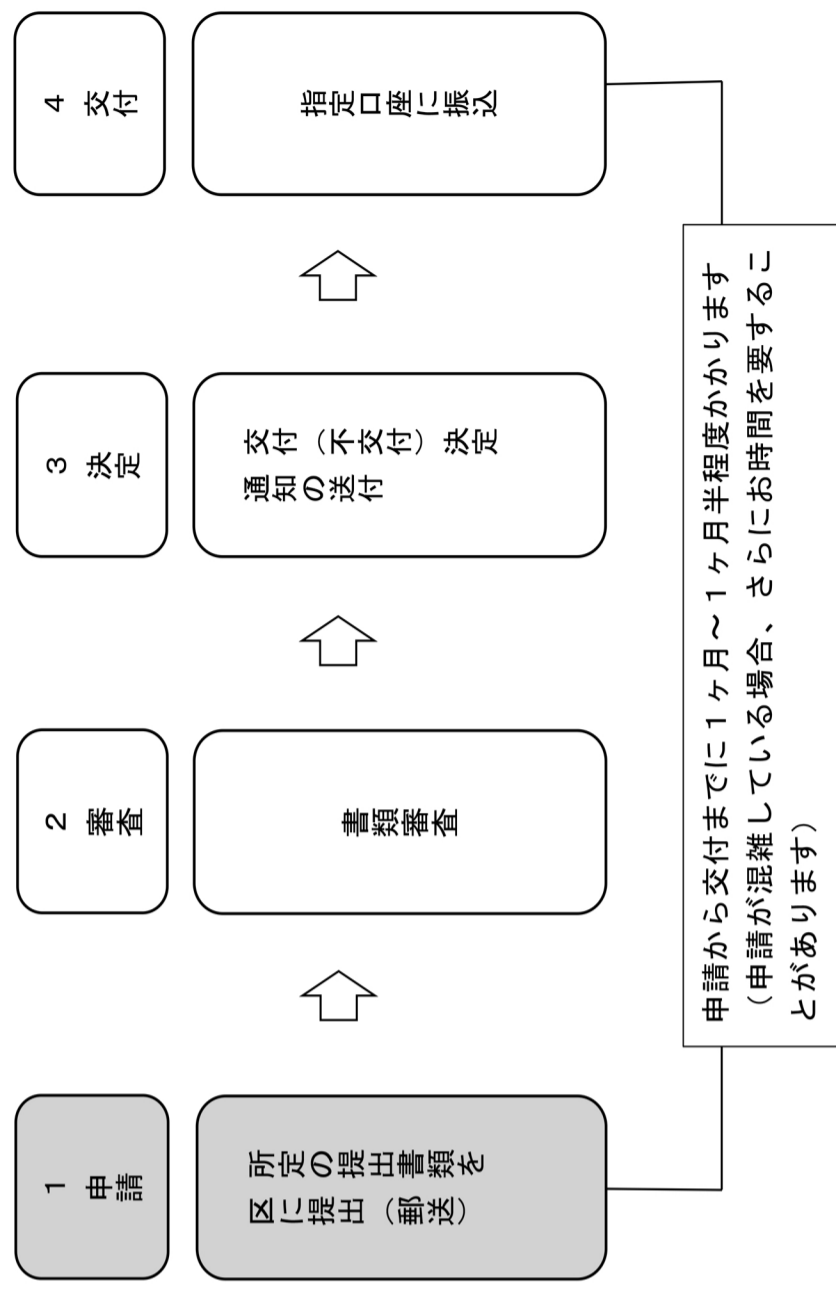 1
申請
所定の提出書類を
区に提出（郵送）
2
審査
書類審査
3
決定
交付（不交付）決定
通知の送付
4
交付
指定口座に振込
申請から交付までに1ヶ月～1ヶ月半程度かかります
（申請が混雑している場合、さらにお時間を要するこ
とがあります）